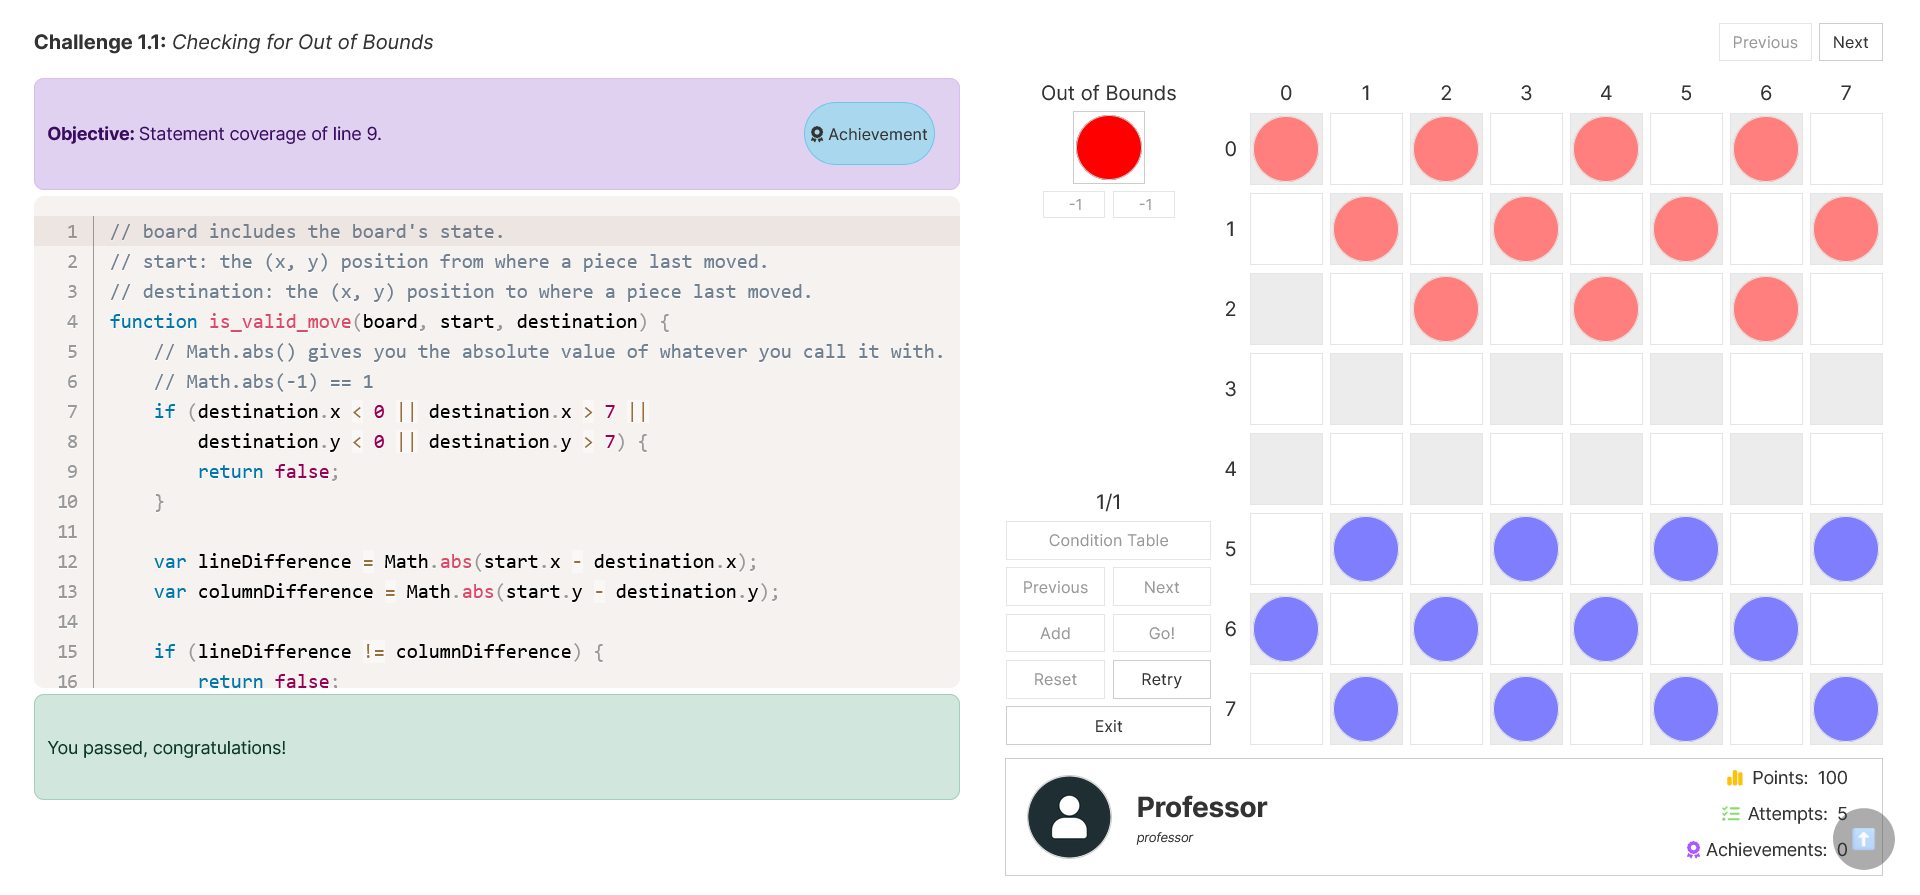 Challenge 1.1: Checking for Out of Bounds
Previous
Next
Objective: Statement coverage of line 9.
Achievement
1 // board includes the board's state.
2 // start: the (x, y) position from where a piece last moved.
3 // destination: the (x, y) position to where a piece last moved.
4 function is_valid_move(board, start, destination) {
5 // Math.abs() gives you the absolute value of whatever you call it with.
6 // Math.abs(-1) == 1
7 if (destination.x < 0 || destination.x > 7 ||
8 destination.y < 0 || destination.y > 7) {
9 return false;
10 }
11
12 var lineDifference = Math.abs(start.x - destination.x);
13 var columnDifference = Math.abs(start.y - destination.y);
14
15 if (lineDifference != columnDifference) {
16 return false;
You passed, congratulations!
Out of Bounds
-1 -1
1/1
Condition Table
Previous Next
Add Go!
Reset Retry
Exit
0 1 2 3 4 5 6 7
0
1
2
3
4
5
6
7
Professor
professor
Points: 100
Attempts: 5
Achievements: 0